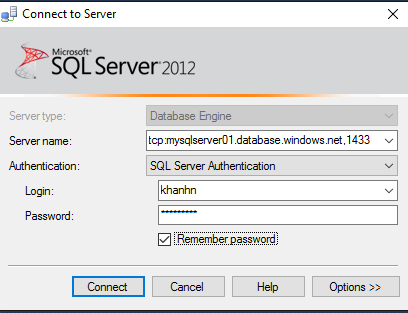 Connect to Server
Microsoft®
SQL Server® 2012
Server type: Database Engine
Server name: tcp:mysqlserver01.database.windows.net,1433
Authentication: SQL Server Authentication
Login: khanhn
Password: *********
Remember password
Connect Cancel Help Options >>